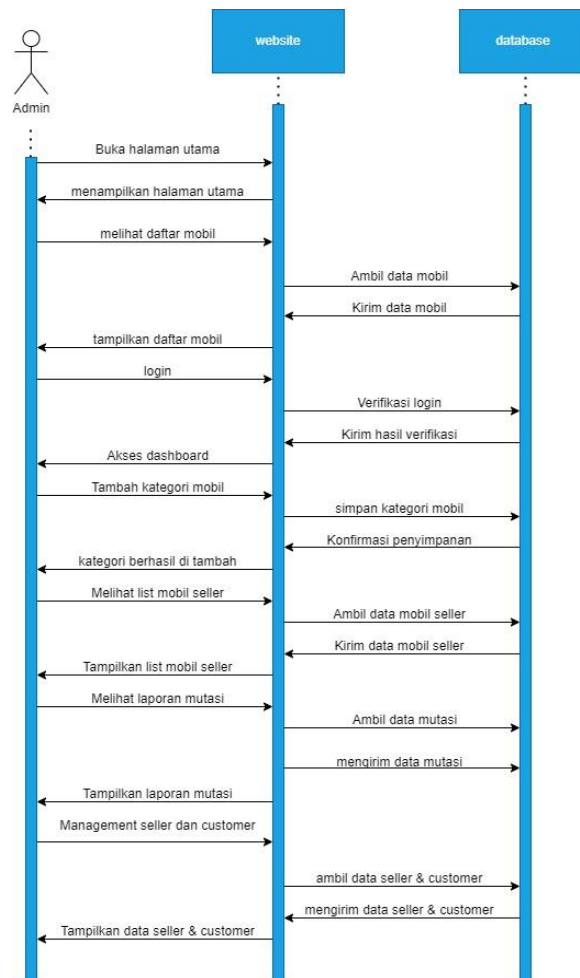 website
database
Admin
Buka halaman utama
menampilkan halaman utama
melihat daftar mobil
Ambil data mobil
Kirim data mobil
tampilkan daftar mobil
login
Verifikasi login
Kirim hasil verifikasi
Akses dashboard
Tambah kategori mobil
simpan kategori mobil
Konfirmasi penyimpanan
kategori berhasil di tambah
Melihat list mobil seller
Ambil data mobil seller
Kirim data mobil seller
Tampilkan list mobil seller
Melihat laporan mutasi
Ambil data mutasi
mengirim data mutasi
Tampilkan laporan mutasi
Management seller dan customer
ambil data seller & customer
mengirim data seller & customer
Tampilkan data seller & customer